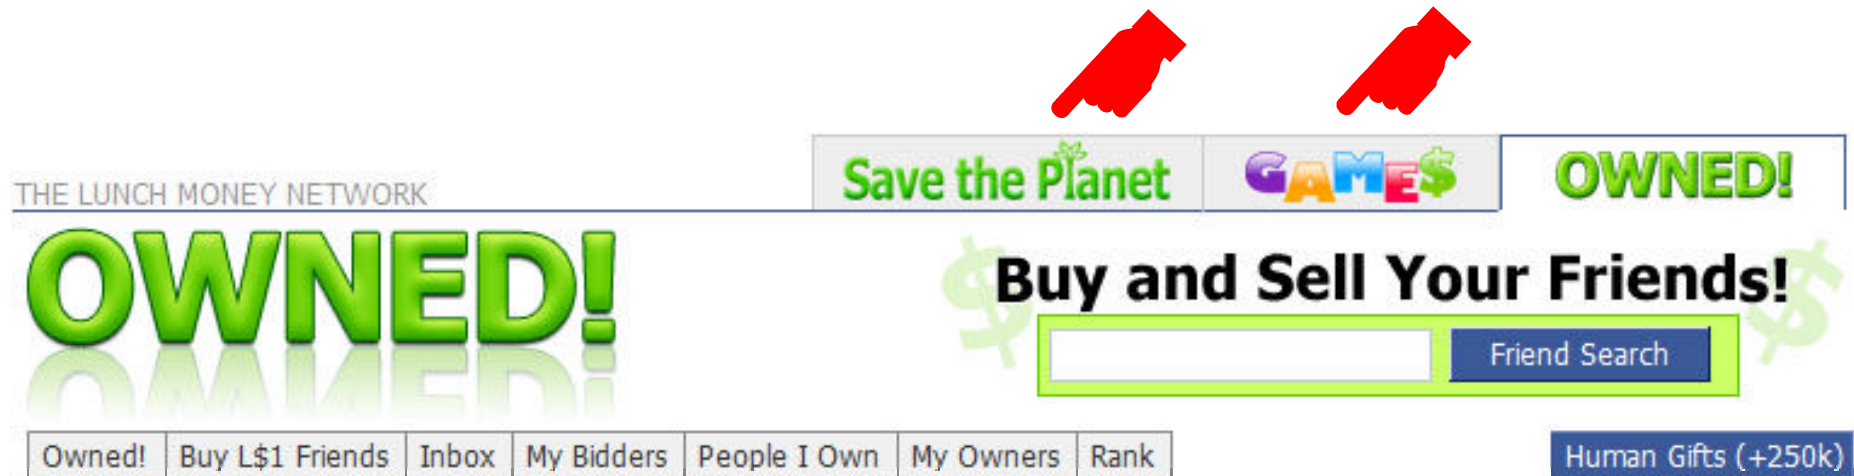 THE LUNCH MONEY NETWORK
Save the Planet
GAME$
OWNED!
OWNED!
Buy and Sell Your Friends!
Friend Search
Owned!
Buy L$1 Friends
Inbox
My Bidders
People I Own
My Owners
Rank
Human Gifts (+250k)